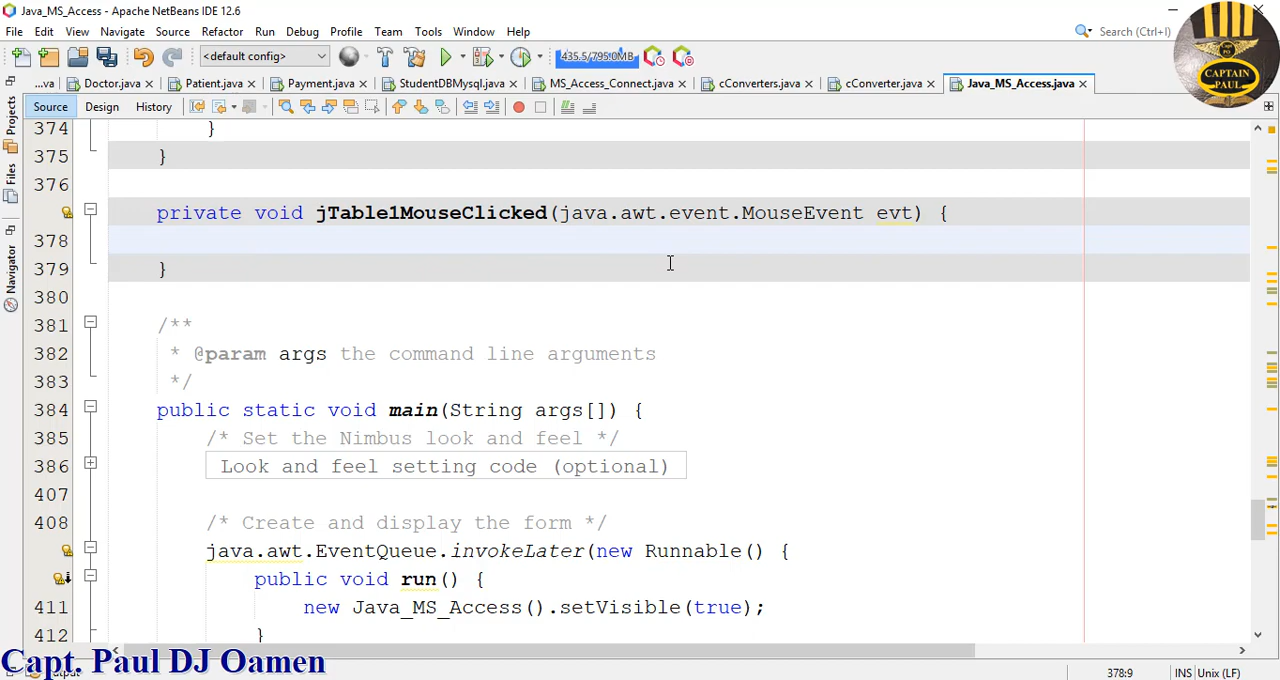 Java_MS_Access - Apache NetBeans IDE 12.6
File Edit View Navigate Source Refactor Run Debug Profile Team Tools Window Help
Search (Ctrl+I)
<default config>
435.5/795.0MB
CAPTAIN PAUL
...va Doctor.java Patient.java Payment.java StudentDBMysql.java MS_Access_Connect.java cConverters.java cConverter.java Java_MS_Access.java
Source Design History
Projects
Files
Navigator
374 }
375 }
376
private void jTable1MouseClicked(java.awt.event.MouseEvent evt) {
378
379 }
380
381 /**
382 * @param args the command line arguments
383 */
384 public static void main(String args[]) {
385 /* Set the Nimbus look and feel */
386 Look and feel setting code (optional)
407
408 /* Create and display the form */
java.awt.EventQueue.invokeLater(new Runnable() {
public void run() {
411 new Java_MS_Access().setVisible(true);
412 }
Capt. Paul DJ Oamen
378:9 INS Unix (LF)